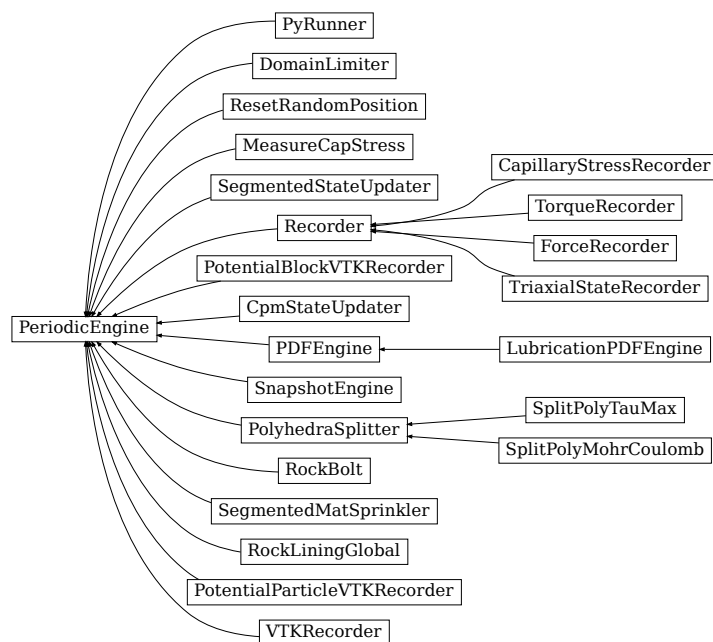 PyRunner
DomainLimiter
ResetRandomPosition
MeasureCapStress
CapillaryStressRecorder
SegmentedStateUpdater
TorqueRecorder
Recorder
ForceRecorder
PotentialBlockVTKRecorder
TriaxialStateRecorder
CpmStateUpdater
PeriodicEngine
PDFEngine
LubricationPDFEngine
SnapshotEngine
SplitPolyTauMax
PolyhedraSplitter
SplitPolyMohrCoulomb
RockBolt
SegmentedMatSprinkler
RockLiningGlobal
PotentialParticleVTKRecorder
VTKRecorder